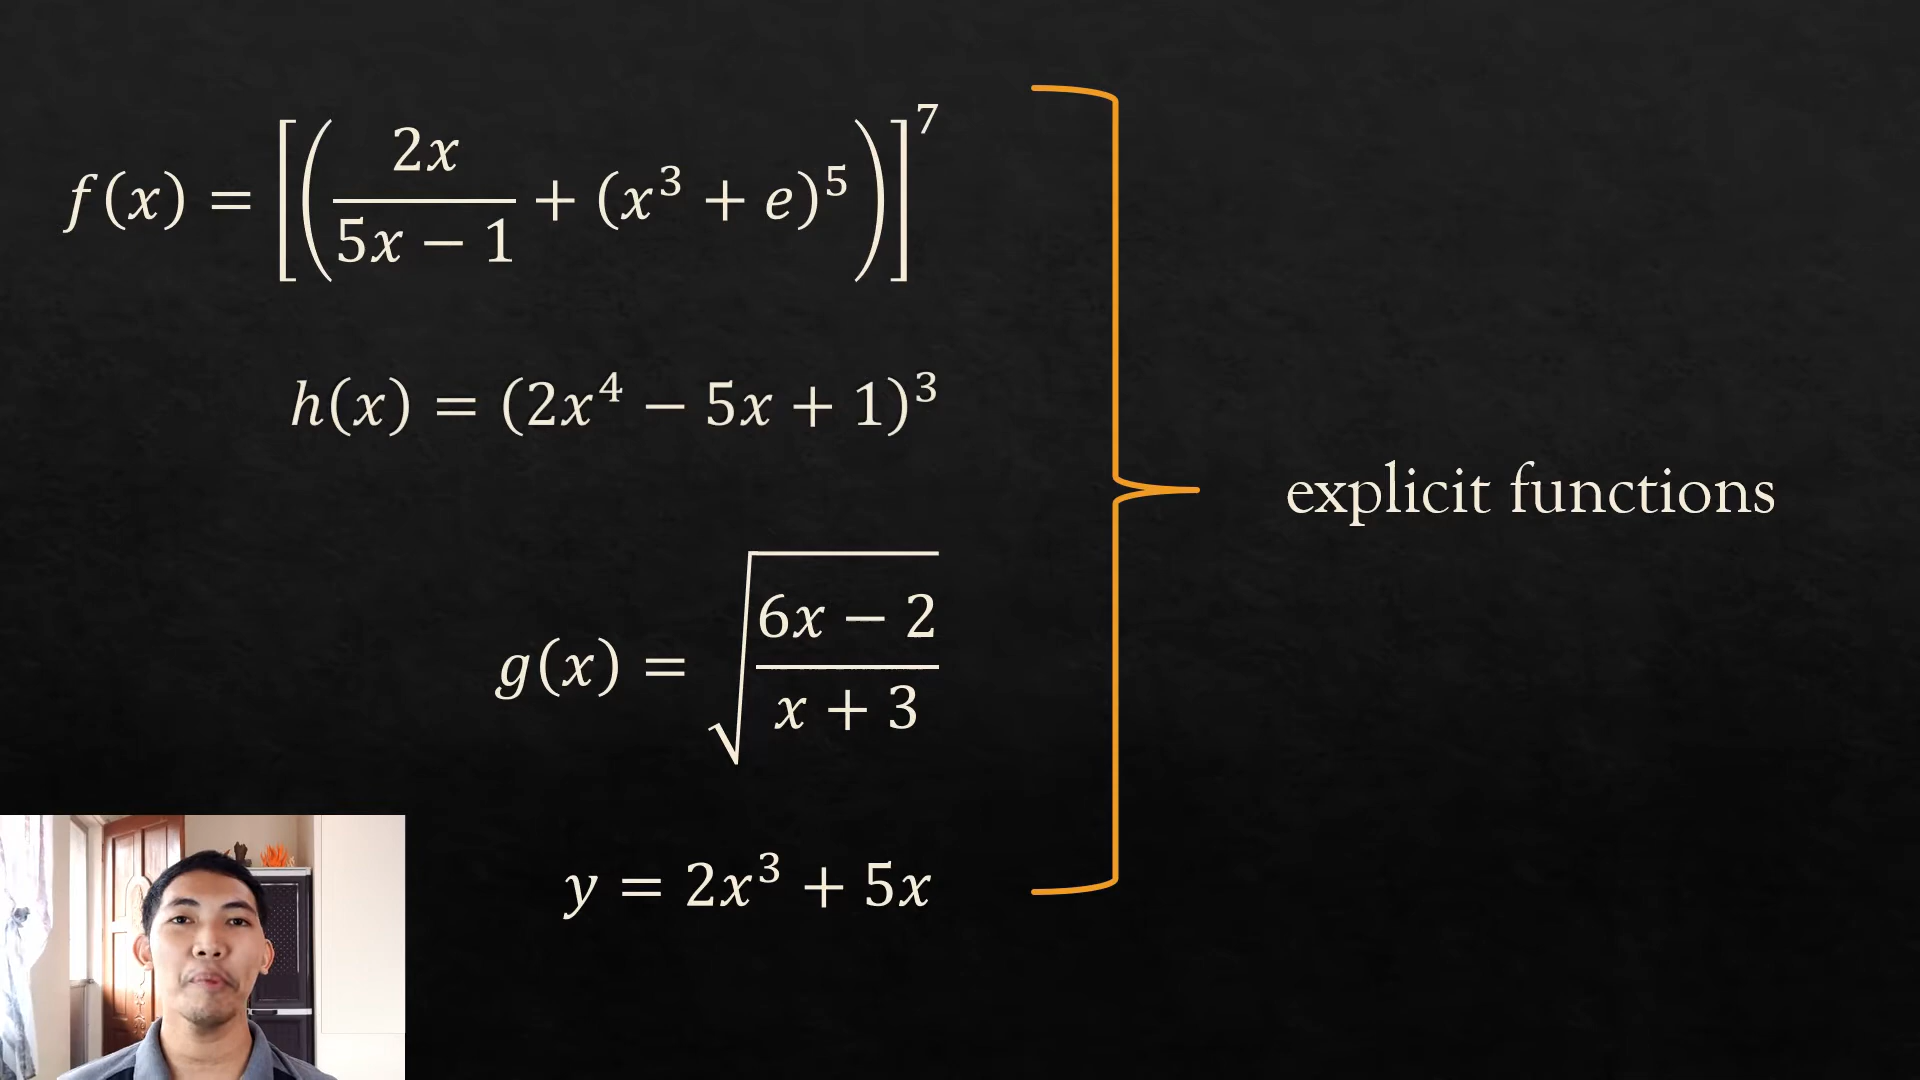 f(x) = [(2x/(5x − 1) + (x³ + e)⁵)]⁷
h(x) = (2x⁴ − 5x + 1)³
explicit functions
g(x) = √((6x − 2)/(x + 3))
y = 2x³ + 5x